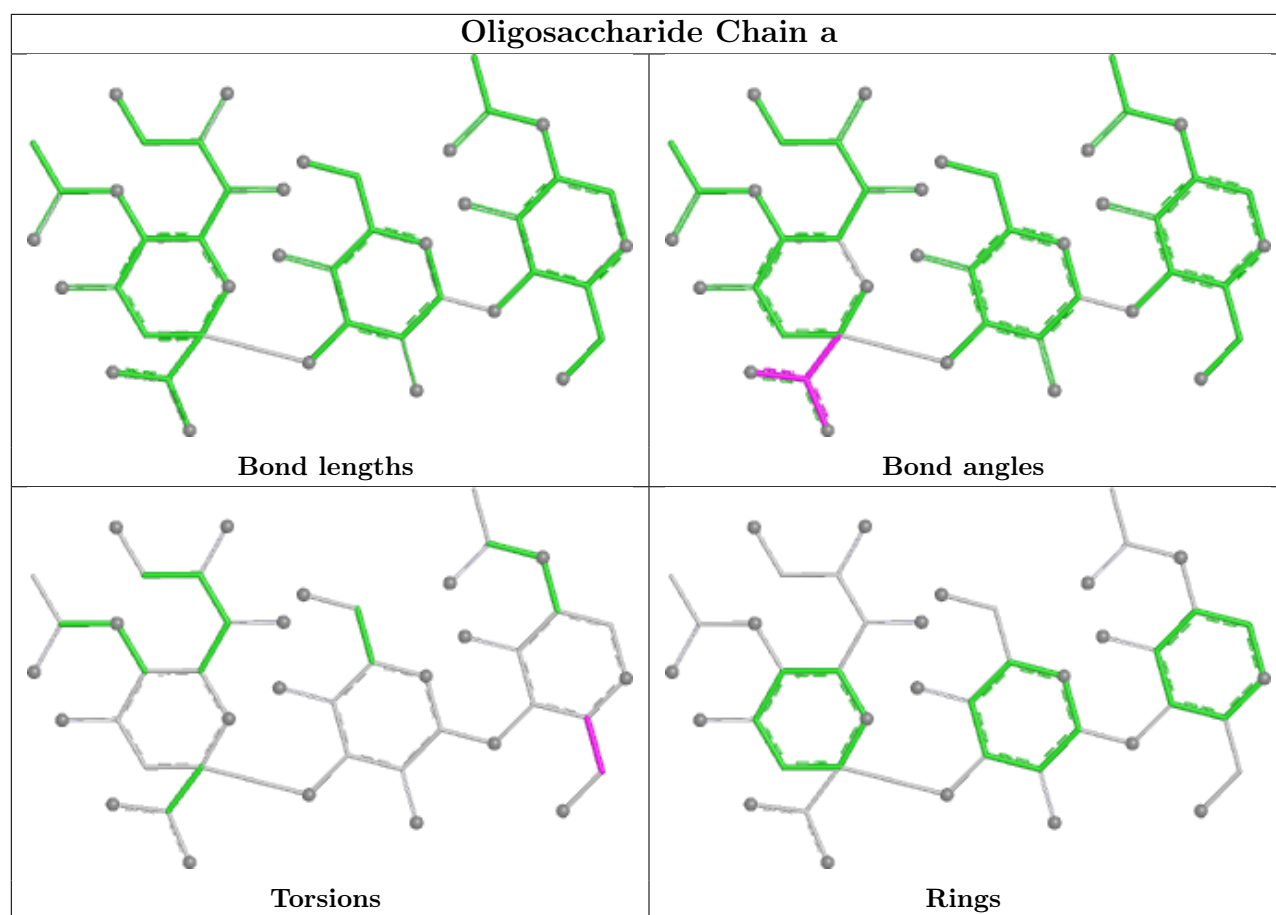 Oligosaccharide Chain a
Bond lengths
Bond angles
Torsions
Rings